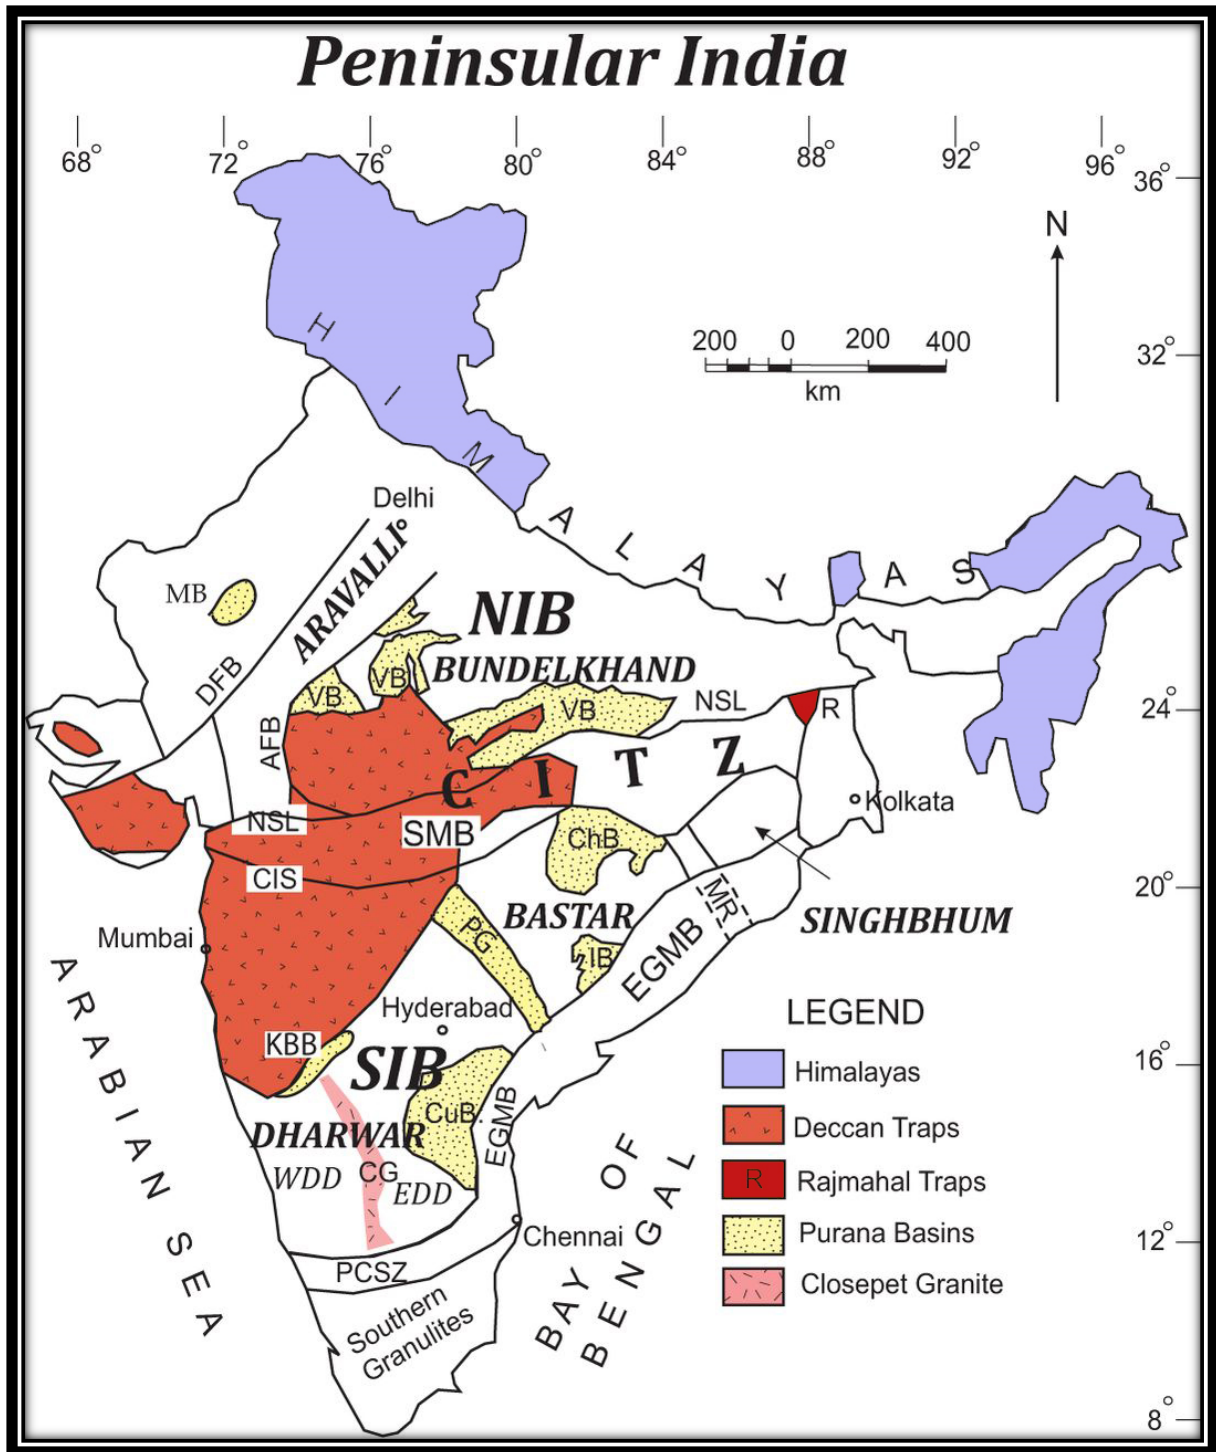 Peninsular India
68° 72° 76° 80° 84° 88° 92° 96°
36°
N
200 0 200 400
km
32°
H I M A L A Y A S
Delhi
ARAVALLI
MB
NIB
DFB
BUNDELKHAND
VB
VB
VB
NSL
R
24°
AFB
C I T Z
NSL
SMB
ChB
Kolkata
CIS
20°
MR
BASTAR
SINGHBHUM
PG
Mumbai
IB
EGMB
ARABIAN SEA
Hyderabad
KBB
SIB
16°
CuB.
EGMB
DHARWAR
WDD
CG
EDD
BAY OF
BENGAL
12°
Chennai
PCSZ
Southern
Granulites
8°
LEGEND
Himalayas
Deccan Traps
R
Rajmahal Traps
Purana Basins
Closepet Granite